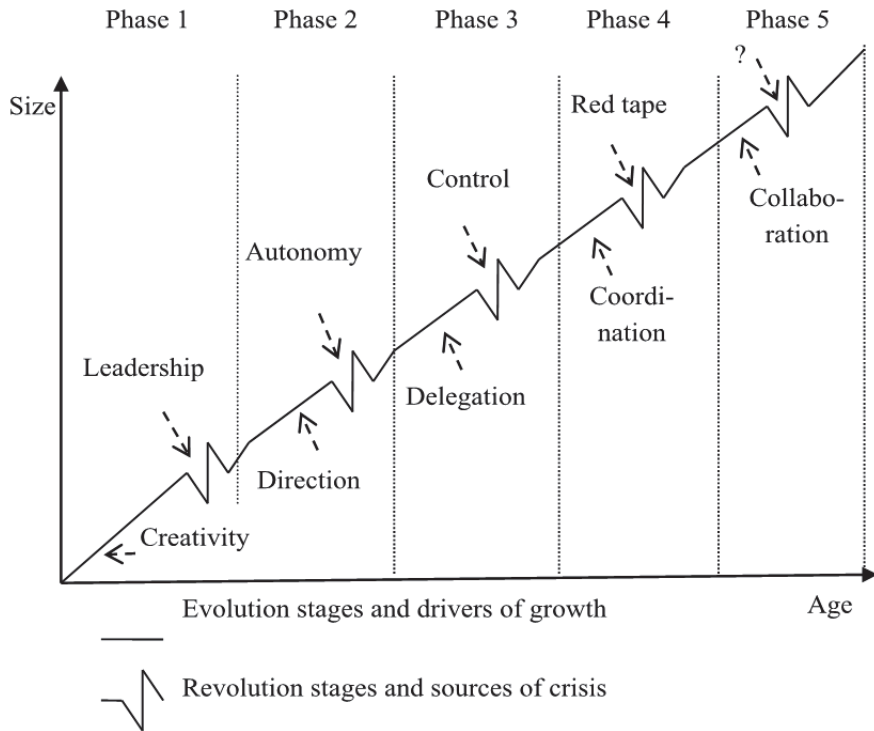 Phase 1 Phase 2 Phase 3 Phase 4 Phase 5
?
Size
Red tape
Control
Collabo-
ration
Autonomy
Coordi-
nation
Leadership
Delegation
Direction
Creativity
Age
Evolution stages and drivers of growth
Revolution stages and sources of crisis